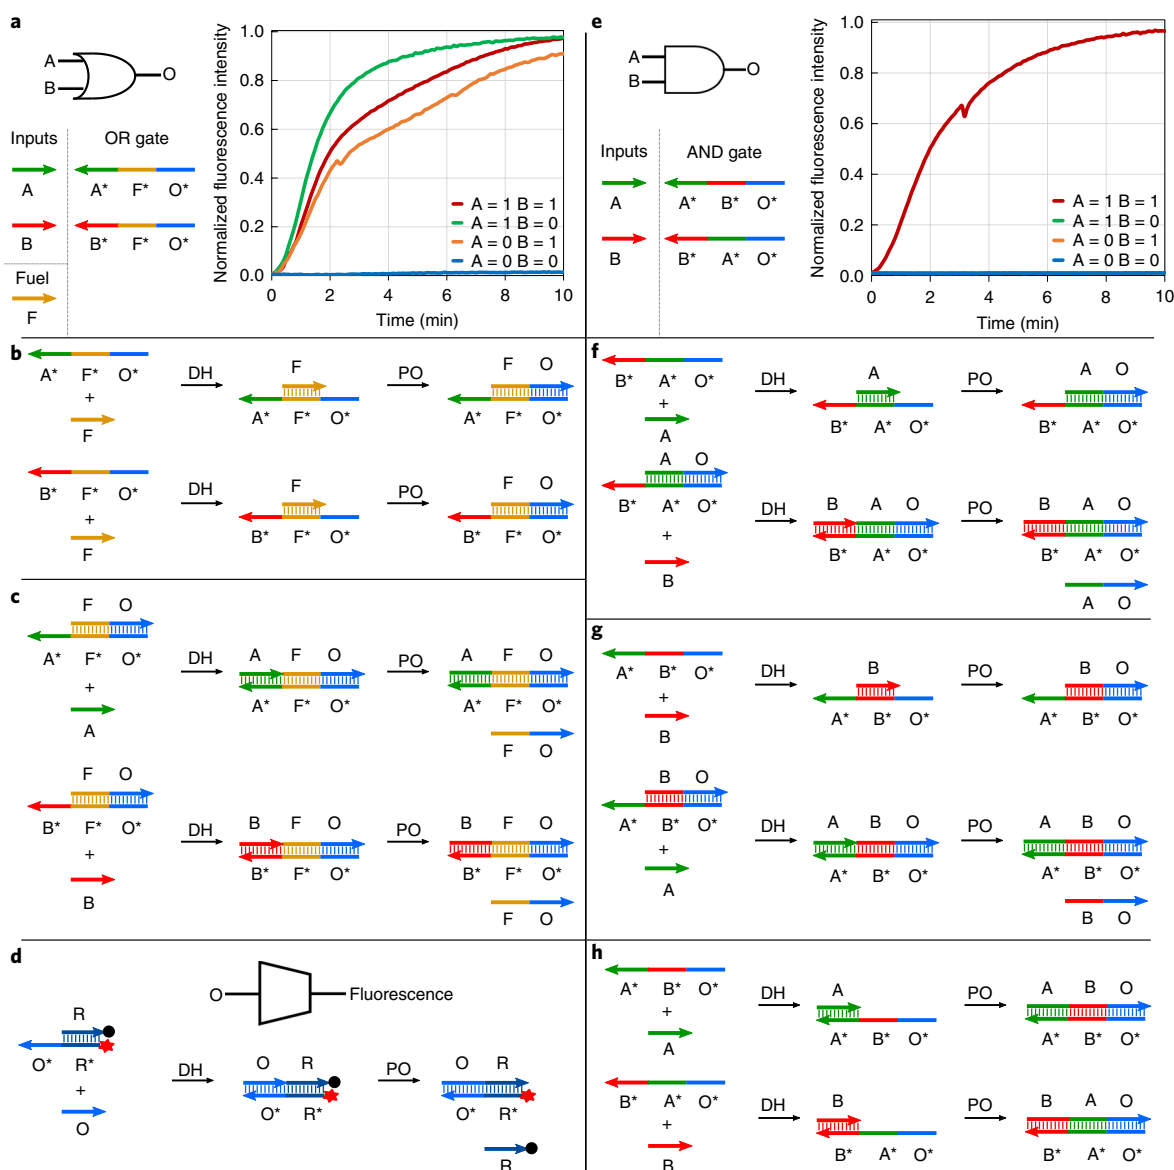 a
A
B
O
Inputs OR gate
A A* F* O*
B B* F* O*
Fuel
F
Normalized fluorescence intensity
1.0
0.8
0.6
0.4
0.2
0.0
0 2 4 6 8 10
Time (min)
A = 1 B = 1
A = 1 B = 0
A = 0 B = 1
A = 0 B = 0
b
A* F* O*
+
F
DH
F
A* F* O*
PO
F O
A* F* O*
B* F* O*
+
F
DH
F
B* F* O*
PO
F O
B* F* O*
c
F O
A* F* O*
+
A
DH
A F O
A* F* O*
PO
A F O
A* F* O*
F O
F O
B* F* O*
+
B
DH
B F O
B* F* O*
PO
B F O
B* F* O*
F O
d
O Fluorescence
R
O* R*
+
O
DH
O R
O* R*
PO
O R
O* R*
R
e
A
B
O
Inputs AND gate
A A* B* O*
B B* A* O*
Normalized fluorescence intensity
1.0
0.8
0.6
0.4
0.2
0.0
0 2 4 6 8 10
Time (min)
A = 1 B = 1
A = 1 B = 0
A = 0 B = 1
A = 0 B = 0
f
B* A* O*
+
A
DH
A
B* A* O*
PO
A O
B* A* O*
A O
B* A* O*
+
B
DH
B A O
B* A* O*
PO
B A O
B* A* O*
A O
g
A* B* O*
+
B
DH
B
A* B* O*
PO
B O
A* B* O*
B O
A* B* O*
+
A
DH
A B O
A* B* O*
PO
A B O
A* B* O*
B O
h
A* B* O*
+
A
DH
A
A* B* O*
PO
A B O
A* B* O*
B* A* O*
+
B
DH
B
B* A* O*
PO
B A O
B* A* O*